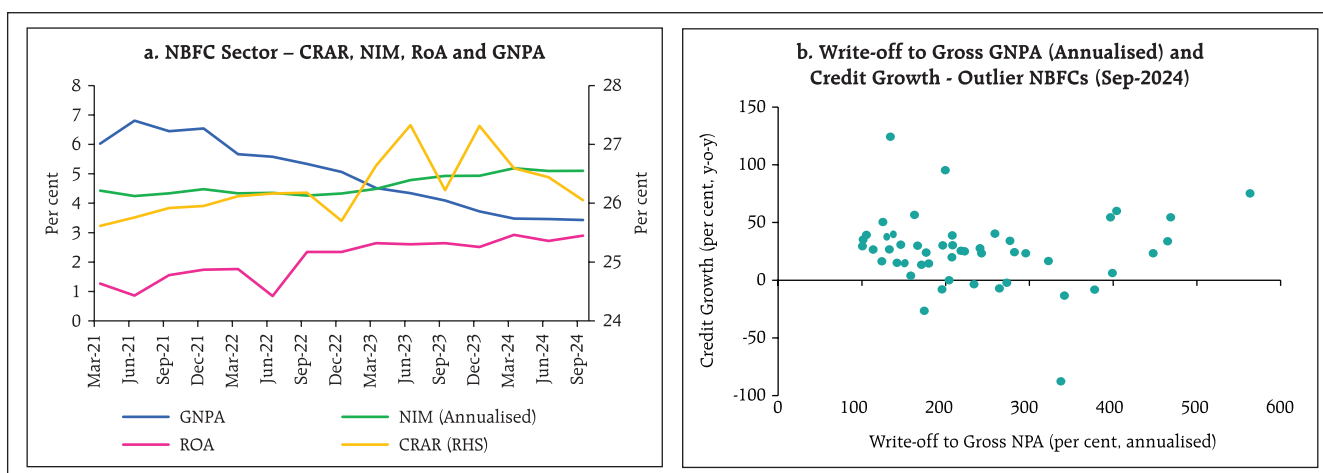 a. NBFC Sector – CRAR, NIM, RoA and GNPA
Per cent
8
7
6
5
4
3
2
1
0
28
27
26
25
24
Per cent
Mar-21
Jun-21
Sep-21
Dec-21
Mar-22
Jun-22
Sep-22
Dec-22
Mar-23
Jun-23
Sep-23
Dec-23
Mar-24
Jun-24
Sep-24
GNPA
NIM (Annualised)
ROA
CRAR (RHS)
b. Write-off to Gross GNPA (Annualised) and
Credit Growth - Outlier NBFCs (Sep-2024)
Credit Growth (per cent, y-o-y)
150
100
50
0
-50
-100
0 100 200 300 400 500 600
Write-off to Gross NPA (per cent, annualised)